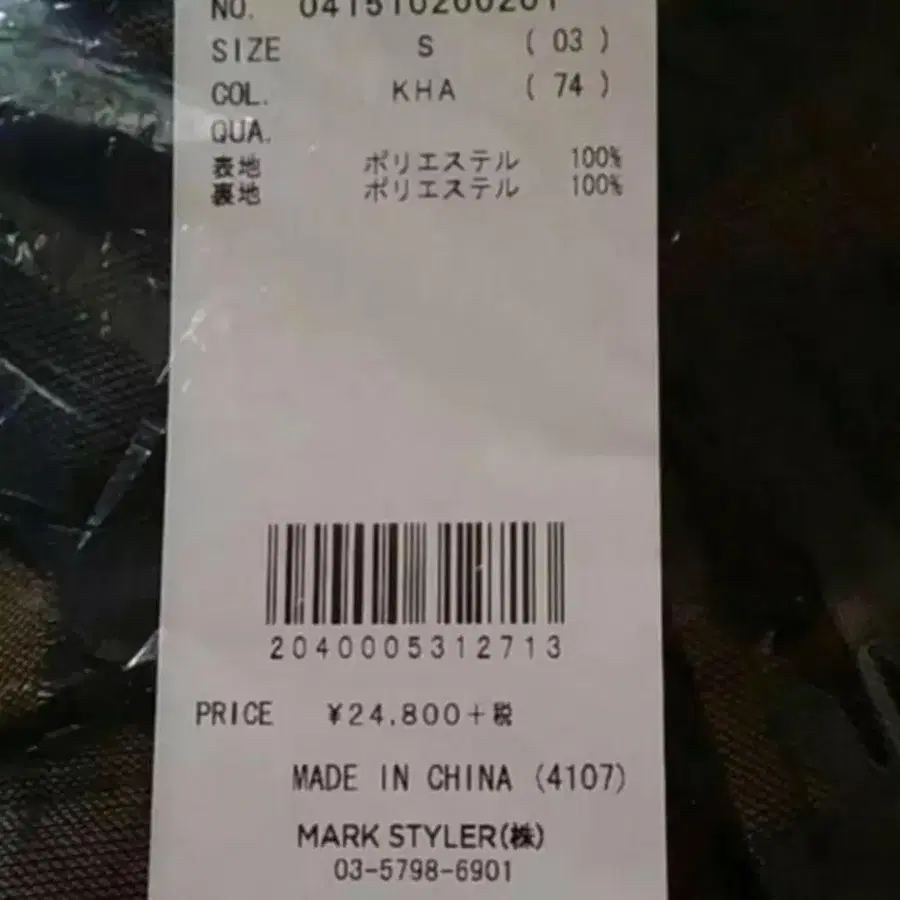 NO. 041510200201
SIZE S ( 03 )
COL. KHA ( 74 )
QUA.
表地 ポリエステル 100%
裏地 ポリエステル 100%
2040005312713
PRICE ¥24,800+税
MADE IN CHINA (4107)
MARK STYLER(株)
03-5798-6901